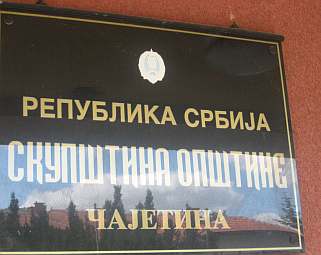 РЕПУБЛИКА СРБИЈА
СКУПШТИНА ОПШТИНЕ
ЧАЈЕТИНА